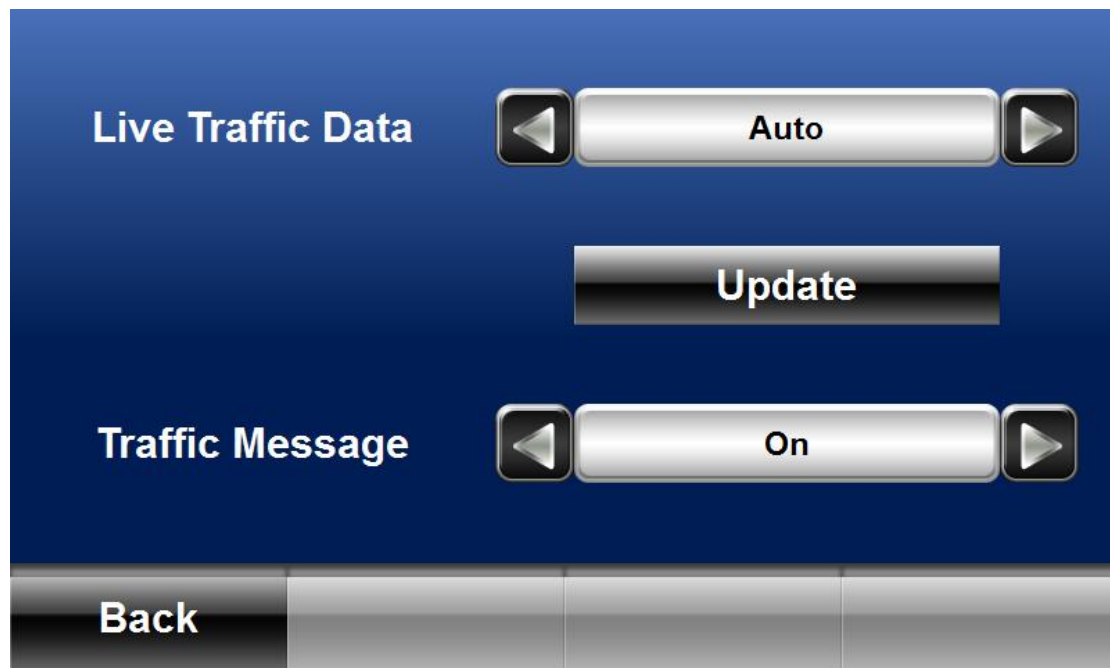 Live Traffic Data
Auto
Update
Traffic Message
On
Back